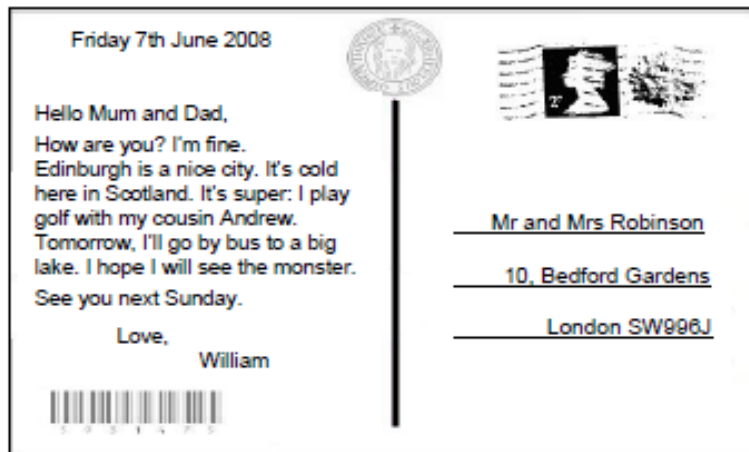 Friday 7th June 2008
Hello Mum and Dad,
How are you? I'm fine.
Edinburgh is a nice city. It's cold
here in Scotland. It's super: I play
golf with my cousin Andrew.
Tomorrow, I'll go by bus to a big
lake. I hope I will see the monster.
See you next Sunday.
Love,
William
Mr and Mrs Robinson
10, Bedford Gardens
London SW996J